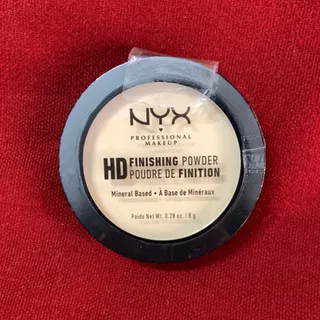 NYX
PROFESSIONAL
MAKEUP
HD FINISHING POWDER
POUDRE DE FINITION
Mineral Based • À Base de Minéraux
Poids Net Wt. 0.28 oz. / 8 g